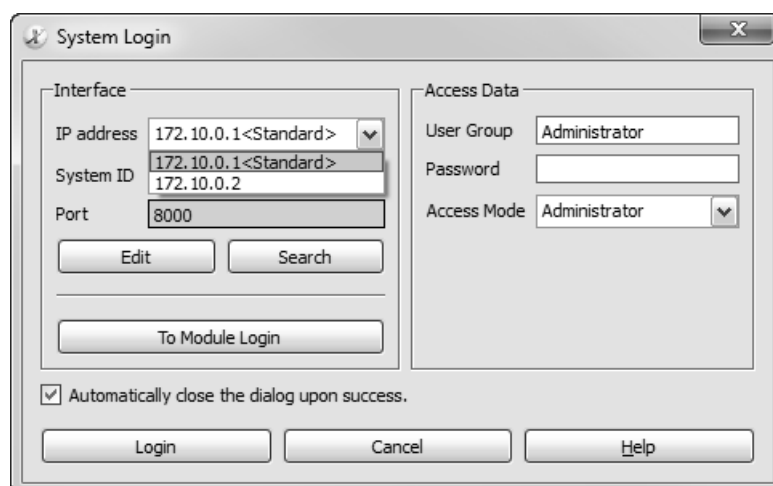 System Login
Interface
IP address 172.10.0.1<Standard>
172.10.0.1<Standard>
System ID
172.10.0.2
Port 8000
Edit Search
To Module Login
Access Data
User Group Administrator
Password
Access Mode Administrator
Automatically close the dialog upon success.
Login Cancel Help